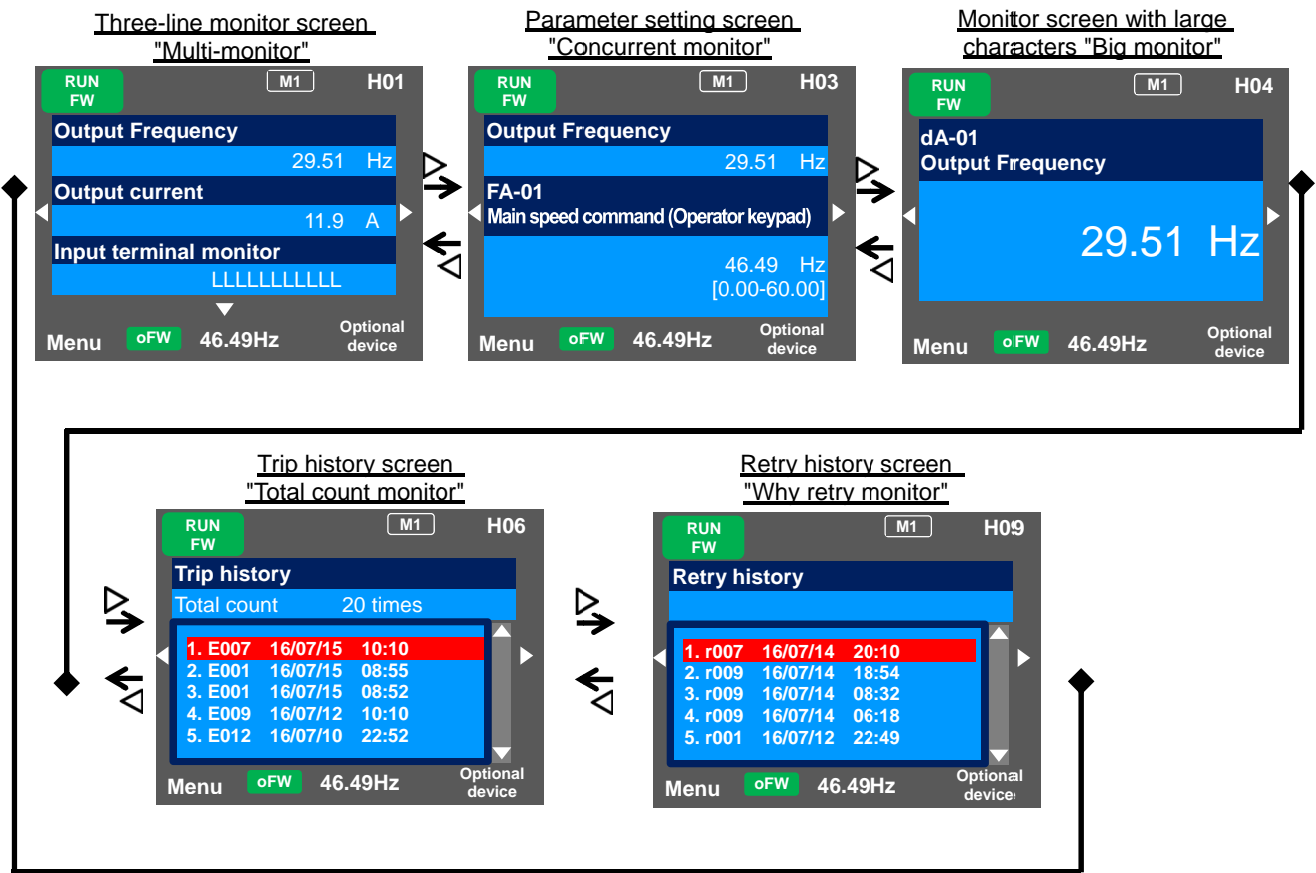 Three-line monitor screen
"Multi-monitor"
RUN
FW
M1
H01
Output Frequency
29.51 Hz
Output current
11.9 A
Input terminal monitor
LLLLLLLLLLL
Menu
oFW
46.49Hz
Optional
device
Parameter setting screen
"Concurrent monitor"
RUN
FW
M1
H03
Output Frequency
29.51 Hz
FA-01
Main speed command (Operator keypad)
46.49 Hz
[0.00-60.00]
Menu
oFW
46.49Hz
Optional
device
Monitor screen with large
characters "Big monitor"
RUN
FW
M1
H04
dA-01
Output Frequency
29.51 Hz
Menu
oFW
46.49Hz
Optional
device
Trip history screen
"Total count monitor"
RUN
FW
M1
H06
Trip history
Total count 20 times
1. E007 16/07/15 10:10
2. E001 16/07/15 08:55
3. E001 16/07/15 08:52
4. E009 16/07/12 10:10
5. E012 16/07/10 22:52
Menu
oFW
46.49Hz
Optional
device
Retry history screen
"Why retry monitor"
RUN
FW
M1
H09
Retry history
1. r007 16/07/14 20:10
2. r009 16/07/14 18:54
3. r009 16/07/14 08:32
4. r009 16/07/14 06:18
5. r001 16/07/12 22:49
Menu
oFW
46.49Hz
Optional
device